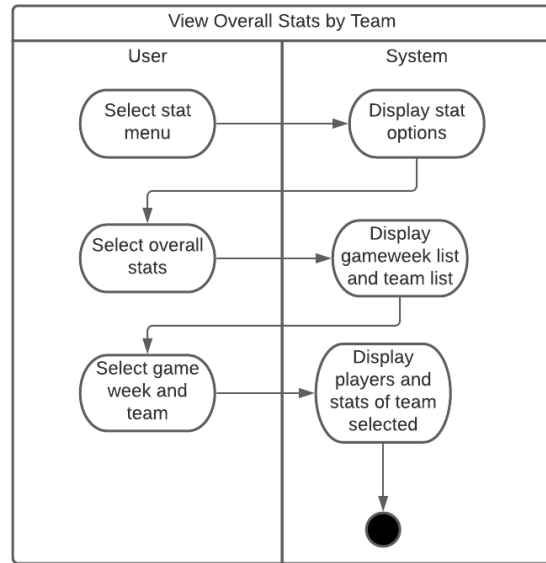 View Overall Stats by Team
User
System
Select stat
menu
Display stat
options
Select overall
stats
Display
gameweek list
and team list
Select game
week and
team
Display
players and
stats of team
selected